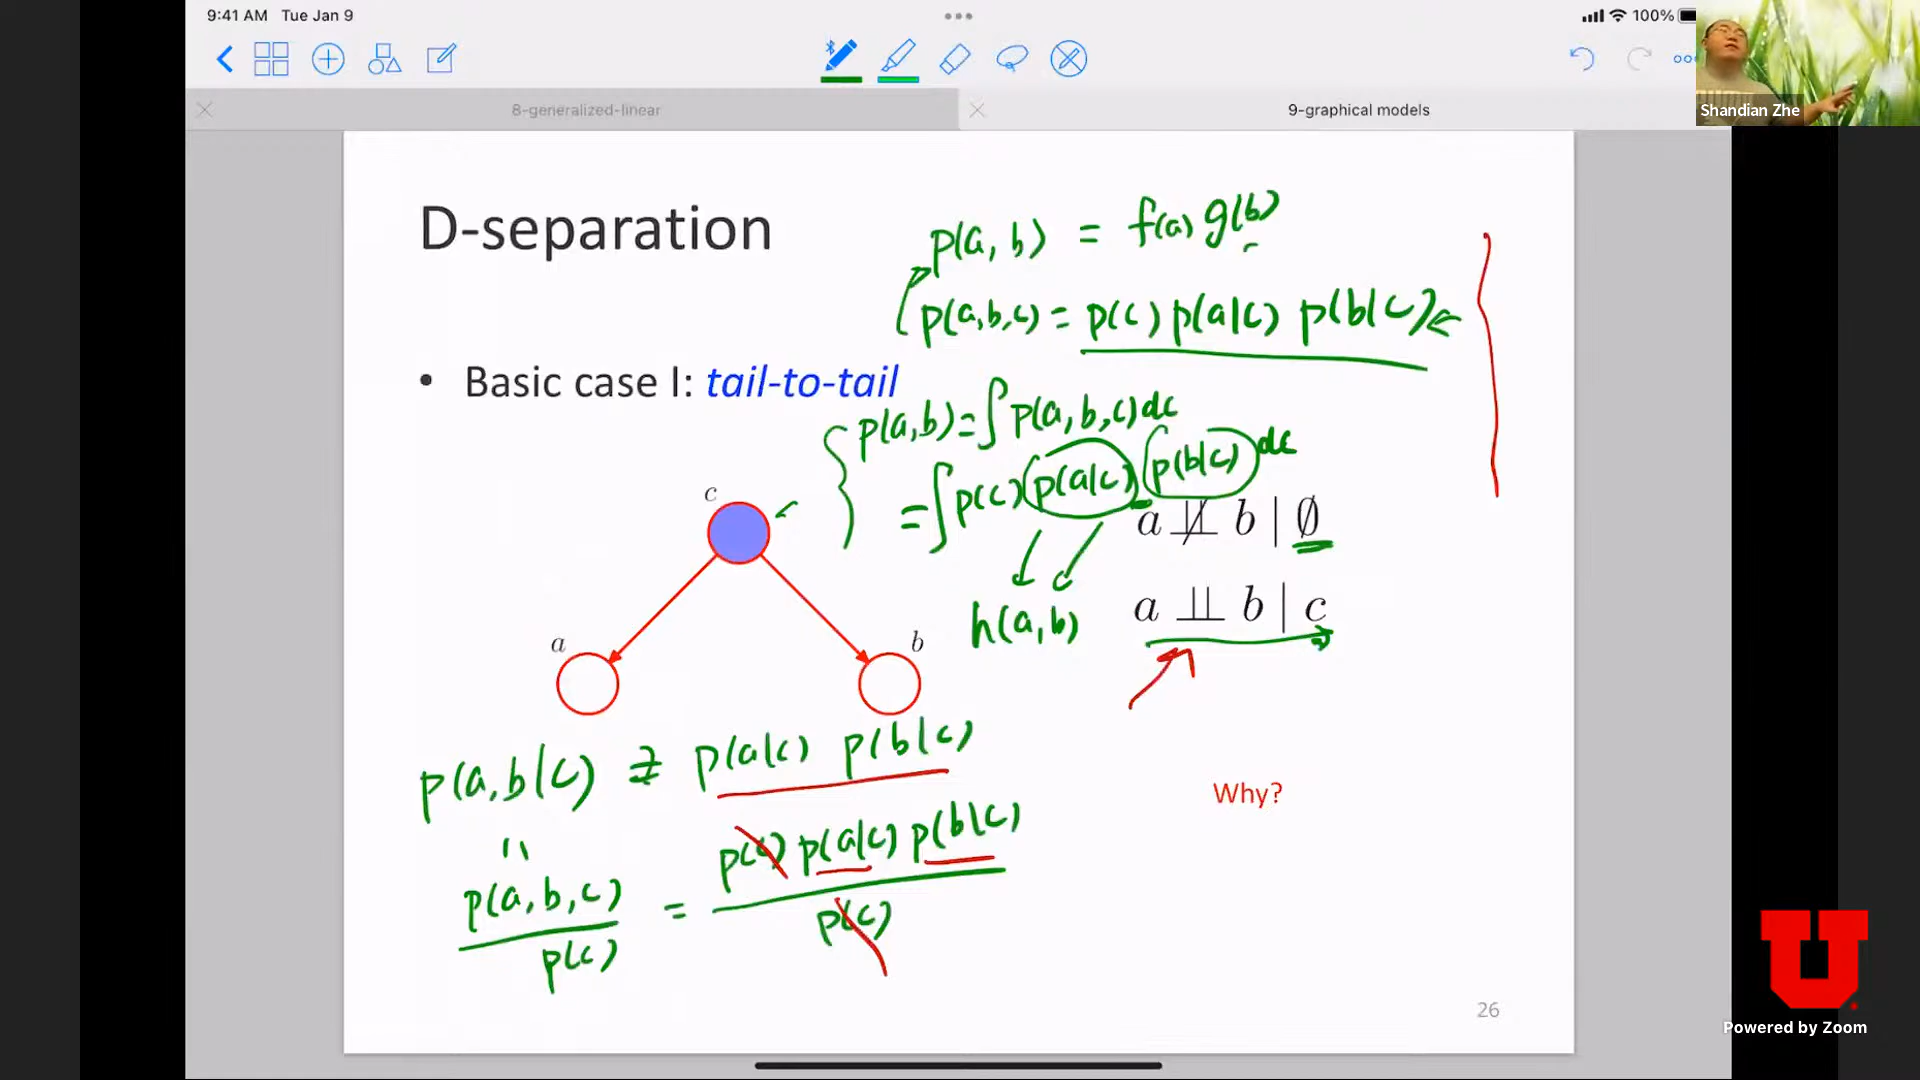 9:41 AM Tue Jan 9
100%
8-generalized-linear
9-graphical models
Shandian Zhe
D-separation
p(a, b) = f(a) g(b)
p(a,b,c) = p(c) p(a|c) p(b|c)
• Basic case I: tail-to-tail
p(a,b) = ∫ p(a,b,c) dc
= ∫ p(c) p(a|c) p(b|c) dc
c
a ⊥̸⊥ b | ∅
a ⊥⊥ b | c
h(a,b)
a
b
p(a,b|c) ≟ p(a|c) p(b|c)
Why?
=
p(a,b,c) / p(c) = p(c) p(a|c) p(b|c) / p(c)
26
U
Powered by Zoom